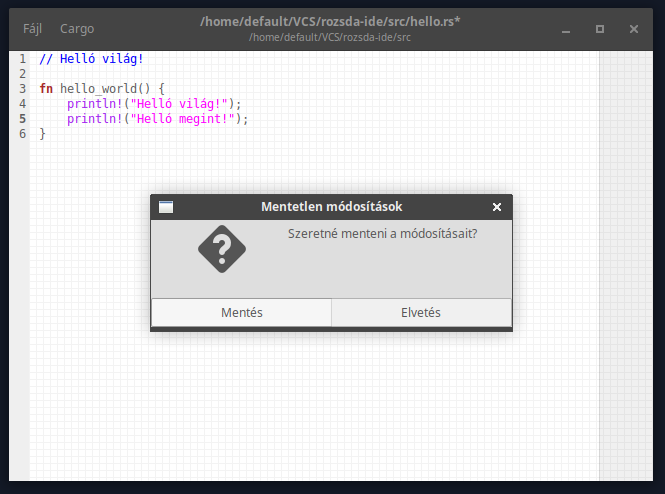 Fájl Cargo /home/default/VCS/rozsda-ide/src/hello.rs*
/home/default/VCS/rozsda-ide/src
1 // Helló világ!
2
3 fn hello_world() {
4     println!("Helló világ!");
5     println!("Helló megint!");
6 }
Mentetlen módosítások
Szeretné menteni a módosításait?
Mentés Elvetés